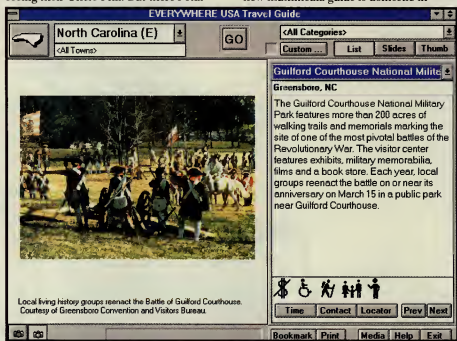 EVERYWHERE USA Travel Guide
North Carolina (E)
<All Towns>
GO
<All Categories>
Custom ...
List
Slides
Thumb
Guilford Courthouse National Milita
Greensboro, NC
The Guilford Courthouse National Military
Park features more than 200 acres of
walking trails and memorials marking the
site of one of the most pivotal battles of the
Revolutionary War. The visitor center
features exhibits, military memorabilia,
films and a book store. Each year, local
groups reenact the battle on or near its
anniversary on March 15 in a public park
near Guilford Courthouse.
Local living history groups reenact the Battle of Guilford Courthouse.
Courtesy of Greensboro Convention and Visitors Bureau.
Time
Contact
Locator
Prev
Next
Bookmark
Print
Media
Help
Exit